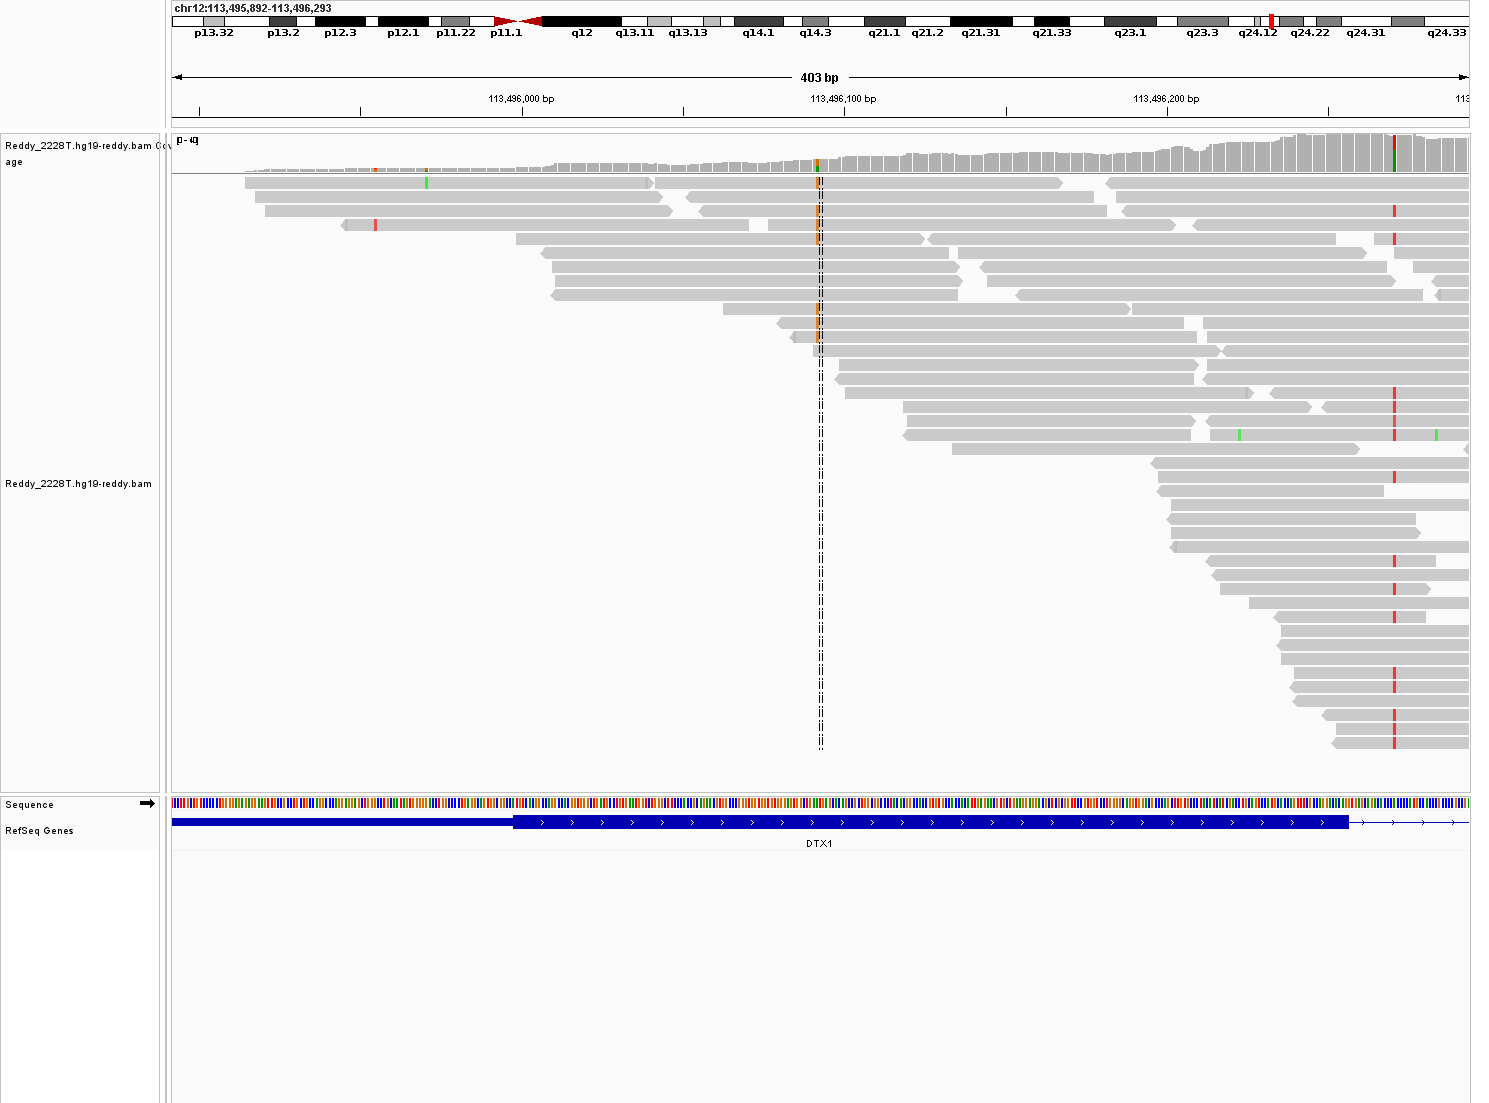 chr12:113,495,892-113,496,293
p13.32 p13.2 p12.3 p12.1 p11.22 p11.1 q12 q13.11 q13.13 q14.1 q14.3 q21.1 q21.2 q21.31 q21.33 q23.1 q23.3 q24.12 q24.22 q24.31 q24.33
403 bp
113,496,000 bp 113,496,100 bp 113,496,200 bp 113
Reddy_2228T.hg19-reddy.bam Cov
age
Reddy_2228T.hg19-reddy.bam
Sequence
RefSeq Genes
DTX1